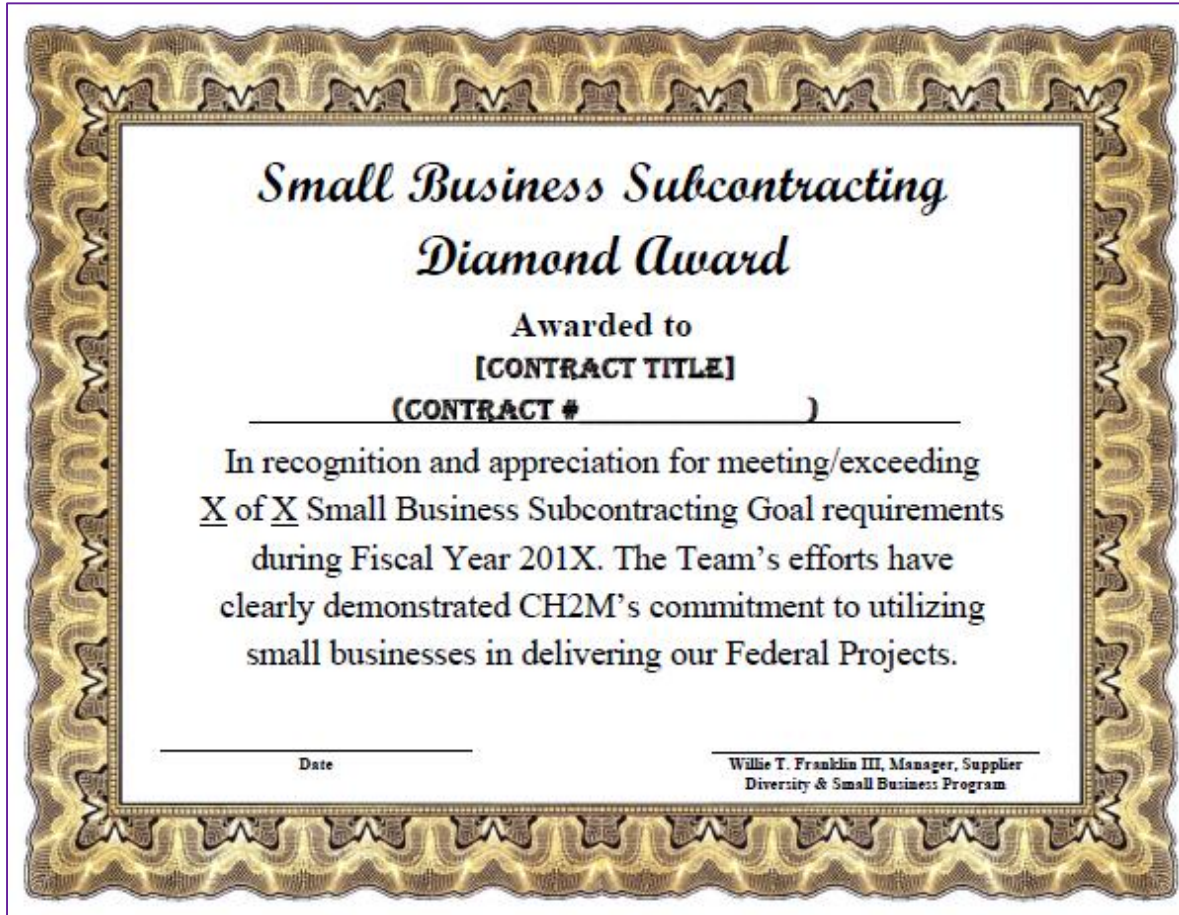 Small Business Subcontracting
Diamond Award
Awarded to
[CONTRACT TITLE]
(CONTRACT #________________)
In recognition and appreciation for meeting/exceeding
X of X Small Business Subcontracting Goal requirements
during Fiscal Year 201X. The Team’s efforts have
clearly demonstrated CH2M’s commitment to utilizing
small businesses in delivering our Federal Projects.
Date
Willie T. Franklin III, Manager, Supplier
Diversity & Small Business Program